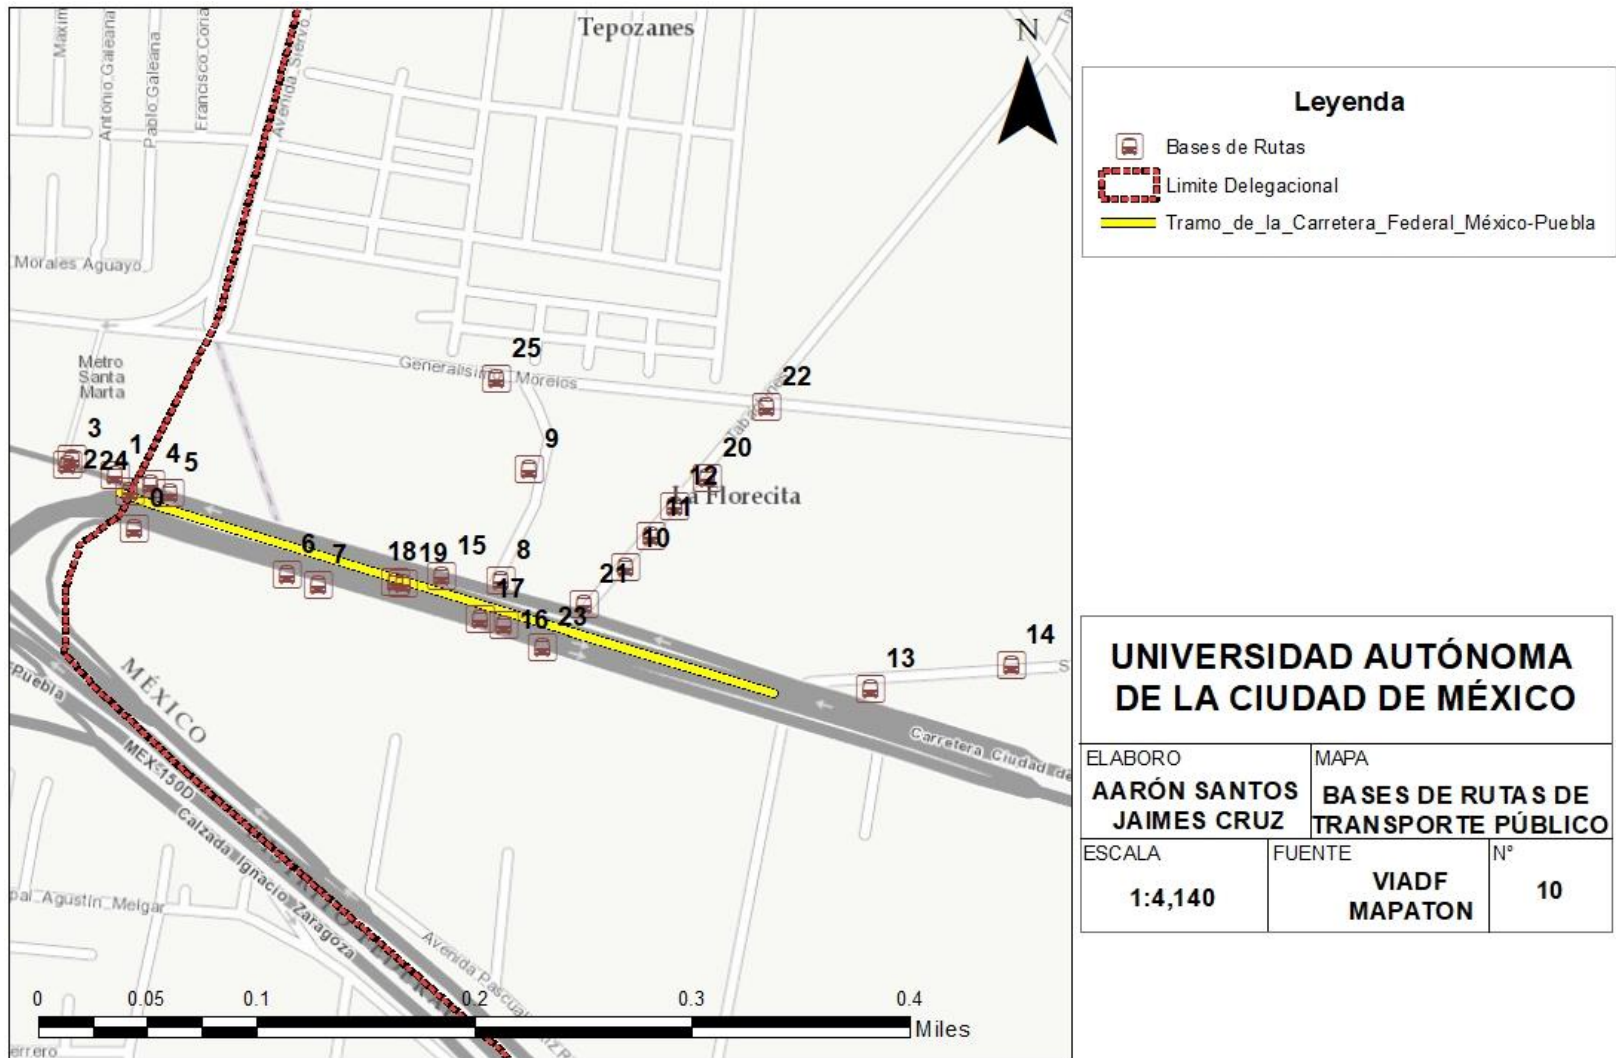 Tepozanes
N
Maxim
Antonio Galeana
Pablo Galeana
Francisco Coria
Avenida Siervo
Morales Aguayo
Metro
Santa
Marta
Generalísi
Morelos
25
22
9
20
3
1
2
24
4
5
0
12
La Florecita
11
10
6
7
18
19
15
8
17
21
16
23
13
14
S
MÉXICO
Puebla
MEX-150D
Calzada Ignacio Zaragoza
Carretera Ciudad de
pal Agustín Melgar
Avenida Pascual
DISTRITO FEDERAL
errero
0
0.05
0.1
0.2
0.3
0.4
Miles
Leyenda
Bases de Rutas
Limite Delegacional
Tramo_de_la_Carretera_Federal_México-Puebla
UNIVERSIDAD AUTÓNOMA
DE LA CIUDAD DE MÉXICO
ELABORO
AARÓN SANTOS
JAIMES CRUZ
MAPA
BASES DE RUTAS DE
TRANSPORTE PÚBLICO
ESCALA
1:4,140
FUENTE
VIADF
MAPATON
N°
10